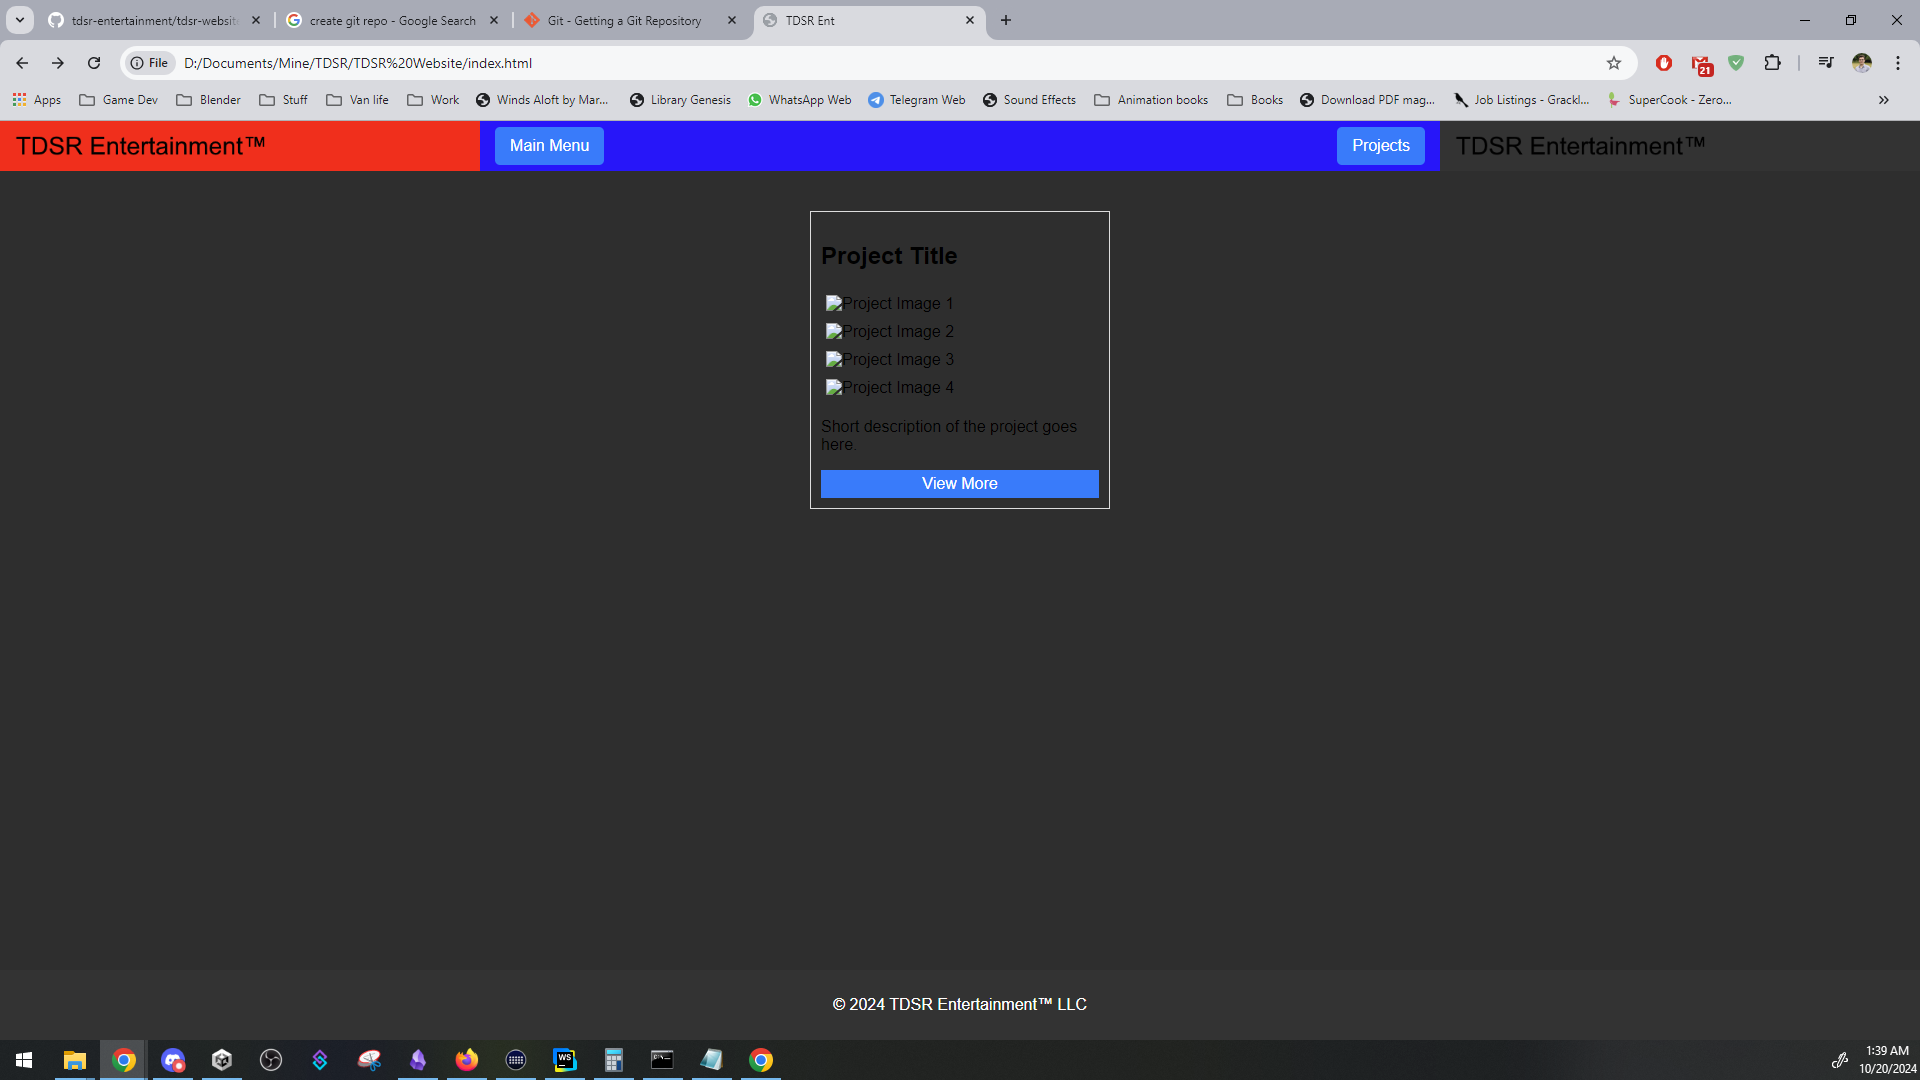 tdsr-entertainment/tdsr-website
create git repo - Google Search
Git - Getting a Git Repository
TDSR Ent
File
D:/Documents/Mine/TDSR/TDSR%20Website/index.html
21
Apps
Game Dev
Blender
Stuff
Van life
Work
Winds Aloft by Mar...
Library Genesis
WhatsApp Web
Telegram Web
Sound Effects
Animation books
Books
Download PDF mag...
Job Listings - Grackl...
SuperCook - Zero...
»
TDSR Entertainment™
Main Menu
Projects
TDSR Entertainment™
Project Title
Project Image 1
Project Image 2
Project Image 3
Project Image 4
Short description of the project goes
here.
View More
© 2024 TDSR Entertainment™ LLC
WS
1:39 AM
10/20/2024